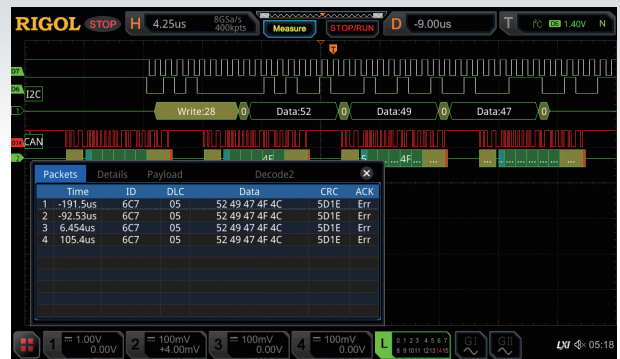 RIGOL STOP H 4.25us 8GSa/s 400kpts Measure STOP/RUN D -9.00us T I²C D8 1.40V N
T
D7
D6 I2C
Write:28 0 Data:52 0 Data:49 0 Data:47 0
CAN
4F 5 ... ... 4F ... ... ... ... ... ... ... ...
Packets Details Payload Decode2 X
Time ID DLC Data CRC ACK
1 -191.5us 6C7 05 52 49 47 4F 4C 5D1E Err
2 -92.53us 6C7 05 52 49 47 4F 4C 5D1E Err
3 6.454us 6C7 05 52 49 47 4F 4C 5D1E Err
4 105.4us 6C7 05 52 49 47 4F 4C 5D1E Err
1 1.00V 0.00V 2 100mV +4.00mV 3 100mV 0.00V 4 100mV 0.00V L 0 1 2 3 4 5 6 7 8 9 10 11 12 13 14 15 GI GII LXI 05:18